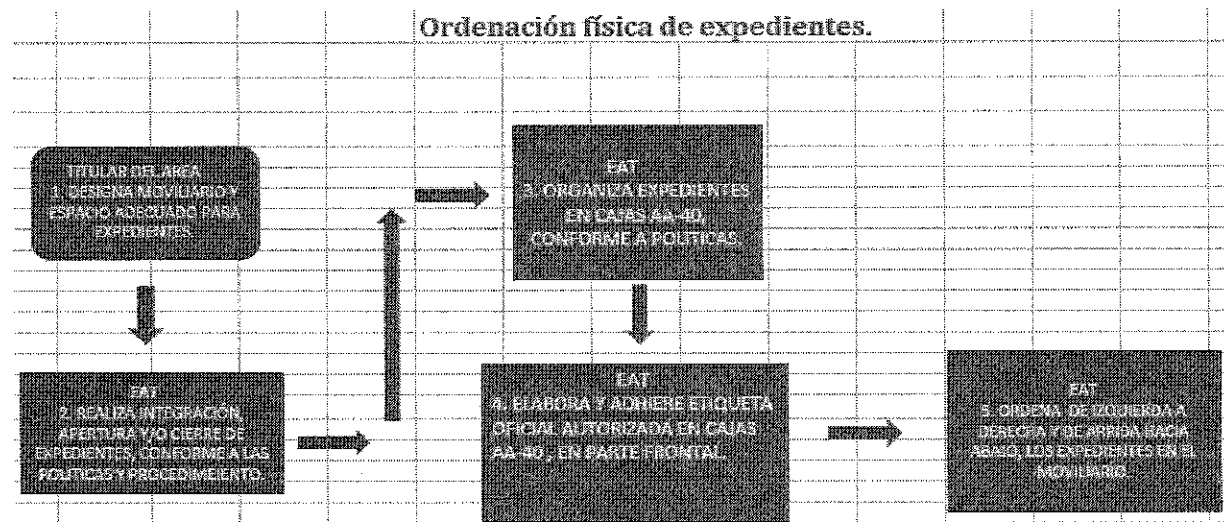 Ordenación física de expedientes.
TITULAR DEL AREA
1. DESIGNA MOVILIARIO Y
ESPACIO ADECUADO PARA
EXPEDIENTES
EAT
2. REALIZA INTEGRACIÓN,
APERTURA Y/O CIERRE DE
EXPEDIENTES, CONFORME A LAS
POLITICAS Y PROCEDIMIENTO.
EAT
3. ORGANIZA EXPEDIENTES
EN CAJAS AA-40,
CONFORME A POLITICAS.
EAT
4. ELABORA Y ADHIERE ETIQUETA
OFICIAL AUTORIZADA EN CAJAS
AA-40, EN PARTE FRONTAL.
EAT
5. ORDENA DE IZQUIERDA A
DERECHA Y DE ARRIBA HACIA
ABAJO, LOS EXPEDIENTES EN EL
MOVILIARIO